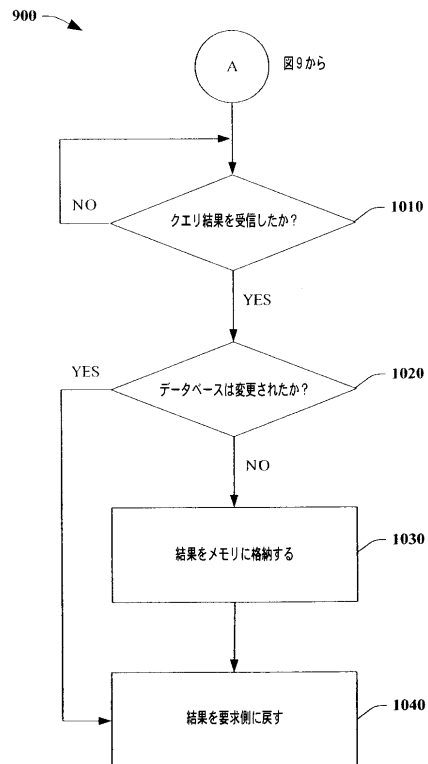 900
A
図9から
NO
クエリ結果を受信したか?
1010
YES
YES
データベースは変更されたか?
1020
NO
結果をメモリに格納する
1030
結果を要求側に戻す
1040